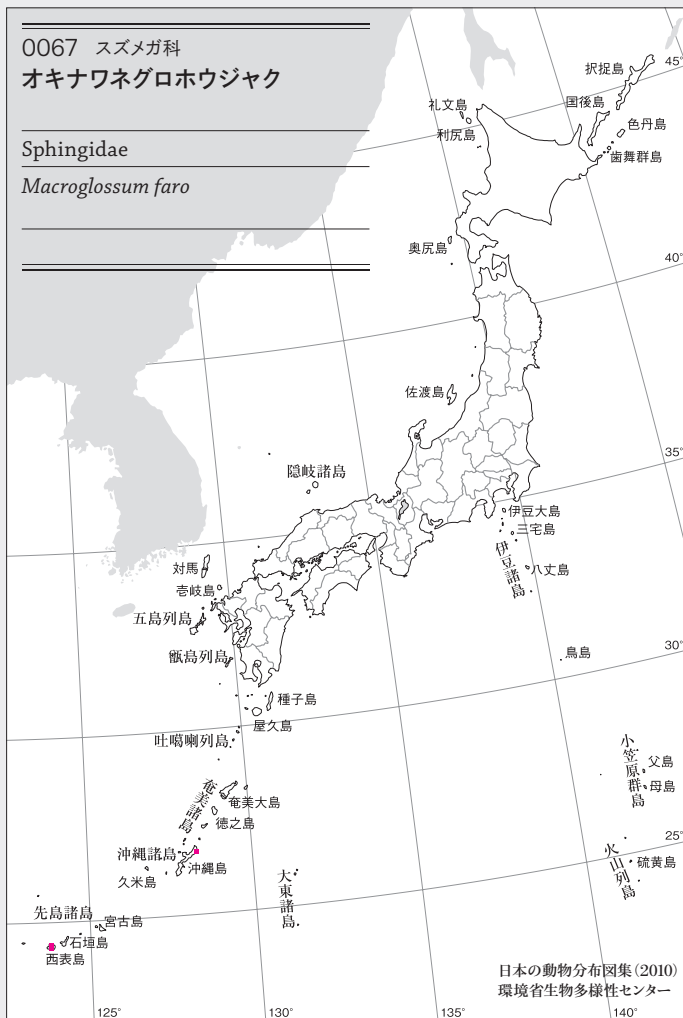 0067 スズメガ科
オキナワネグロホウジャク
Sphingidae
Macroglossum faro
45°
択捉島
国後島
礼文島
色丹島
利尻島
歯舞群島
奥尻島
40°
佐渡島
35°
隠岐諸島
伊豆大島
三宅島
伊豆諸島
八丈島
対馬
壱岐島
五島列島
甑島列島
鳥島
30°
種子島
屋久島
吐噶喇列島
小笠原群島
父島
母島
奄美諸島
奄美大島
徳之島
25°
沖縄諸島
沖縄島
久米島
火山列島
硫黄島
大東諸島
先島諸島
宮古島
石垣島
西表島
日本の動物分布図集(2010)
環境省生物多様性センター
125°
130°
135°
140°